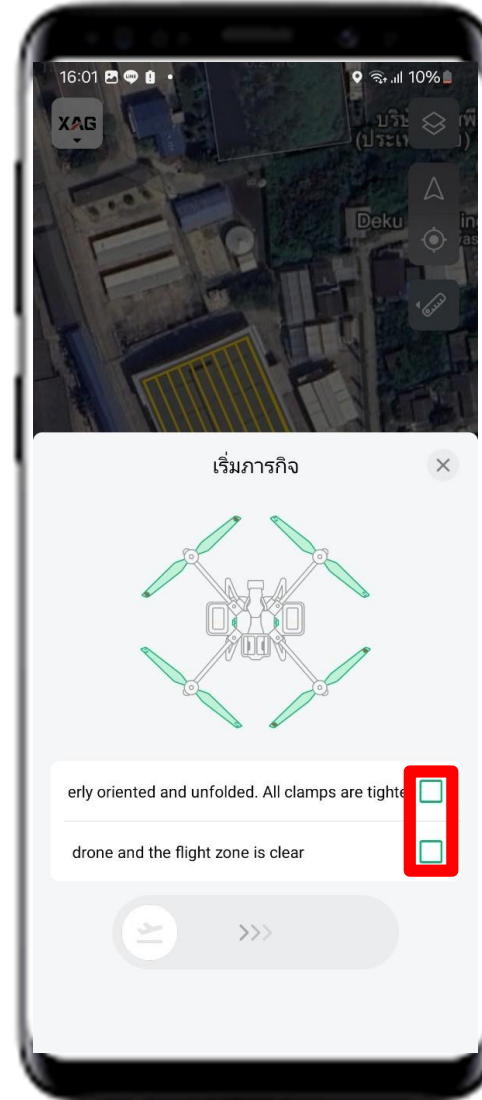 16:01
10%
XAG
บริษั
(ประเท
Deku
เริ่มภารกิจ
erly oriented and unfolded. All clamps are tighte
drone and the flight zone is clear